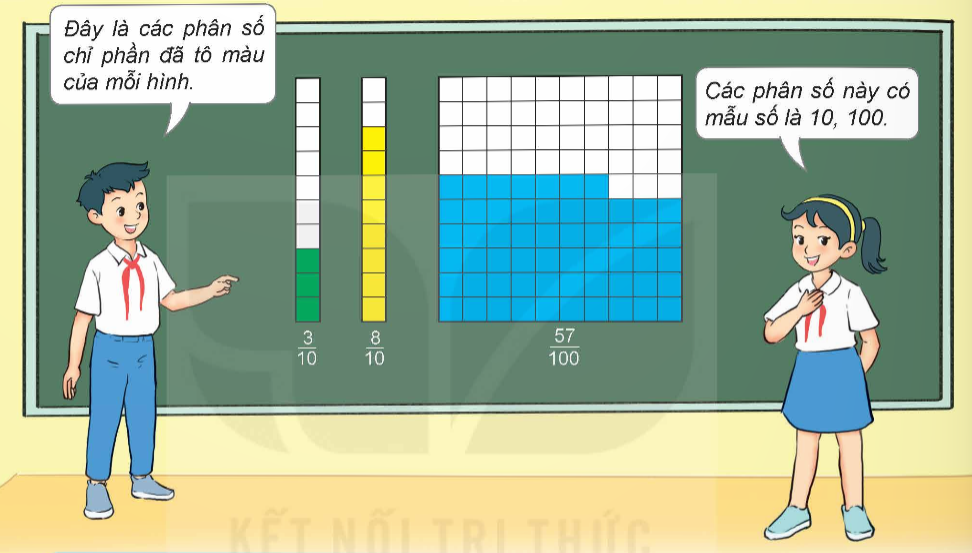 Đây là các phân số
chỉ phần đã tô màu
của mỗi hình.
Các phân số này có
mẫu số là 10, 100.
3/10
8/10
57/100
KẾT NỐI TRI THỨC